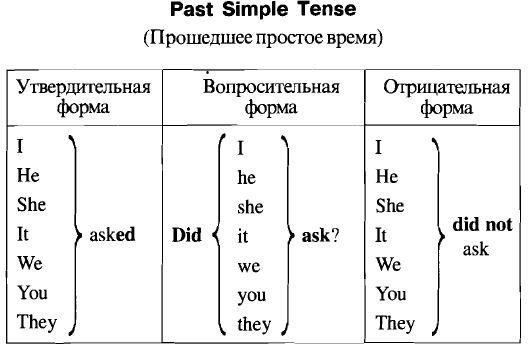 Past Simple Tense
(Прошедшее простое время)
Утвердительная форма
Вопросительная форма
Отрицательная форма
I
He
She
It
We
You
They
asked
Did
I
he
she
it
we
you
they
ask?
I
He
She
It
We
You
They
did not
ask